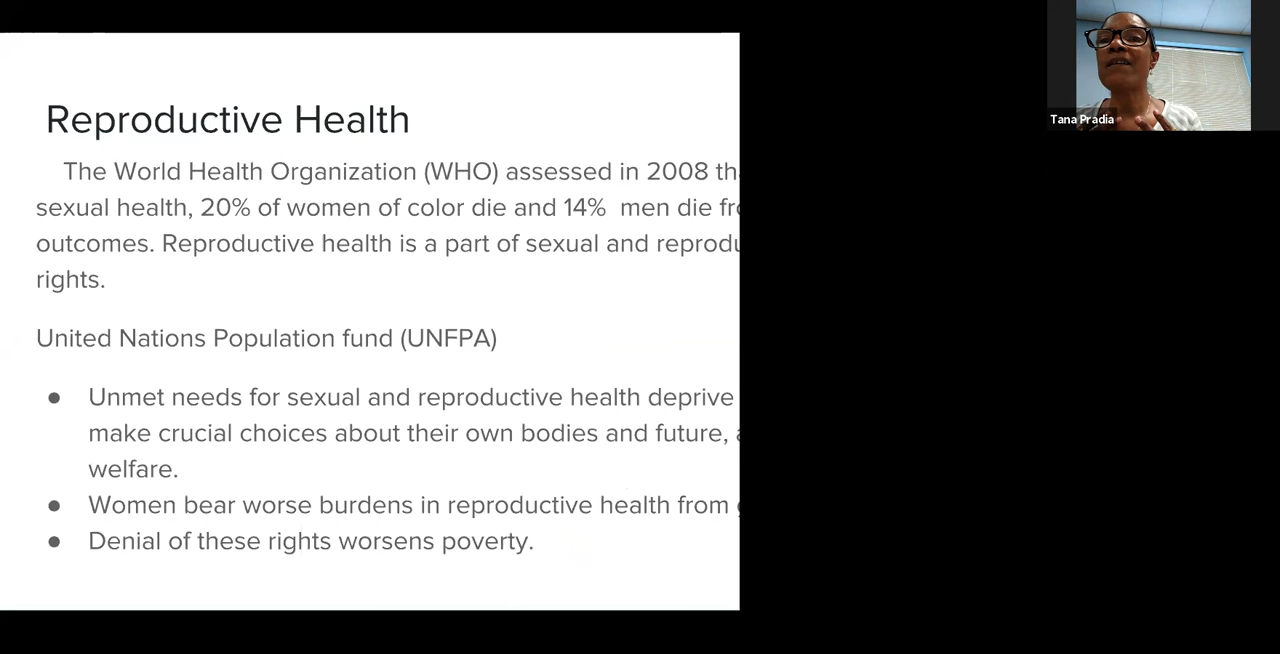 Reproductive Health
The World Health Organization (WHO) assessed in 2008
sexual health, 20% of women of color die and 14% men die
outcomes. Reproductive health is a part of sexual and
rights.
United Nations Population fund (UNFPA)
● Unmet needs for sexual and reproductive health deprive
make crucial choices about their own bodies and future,
welfare.
● Women bear worse burdens in reproductive health from
● Denial of these rights worsens poverty.
Tana Pradia